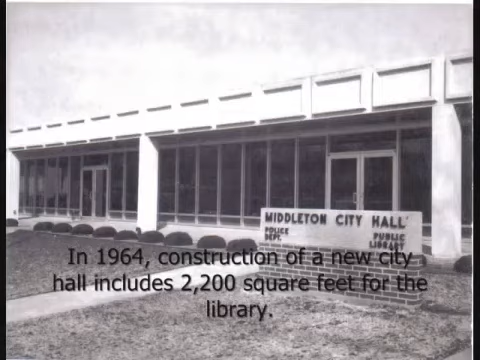 MIDDLETON CITY HALL
POLICE PUBLIC
DEPT. LIBRARY
In 1964, construction of a new city
hall includes 2,200 square feet for the
library.